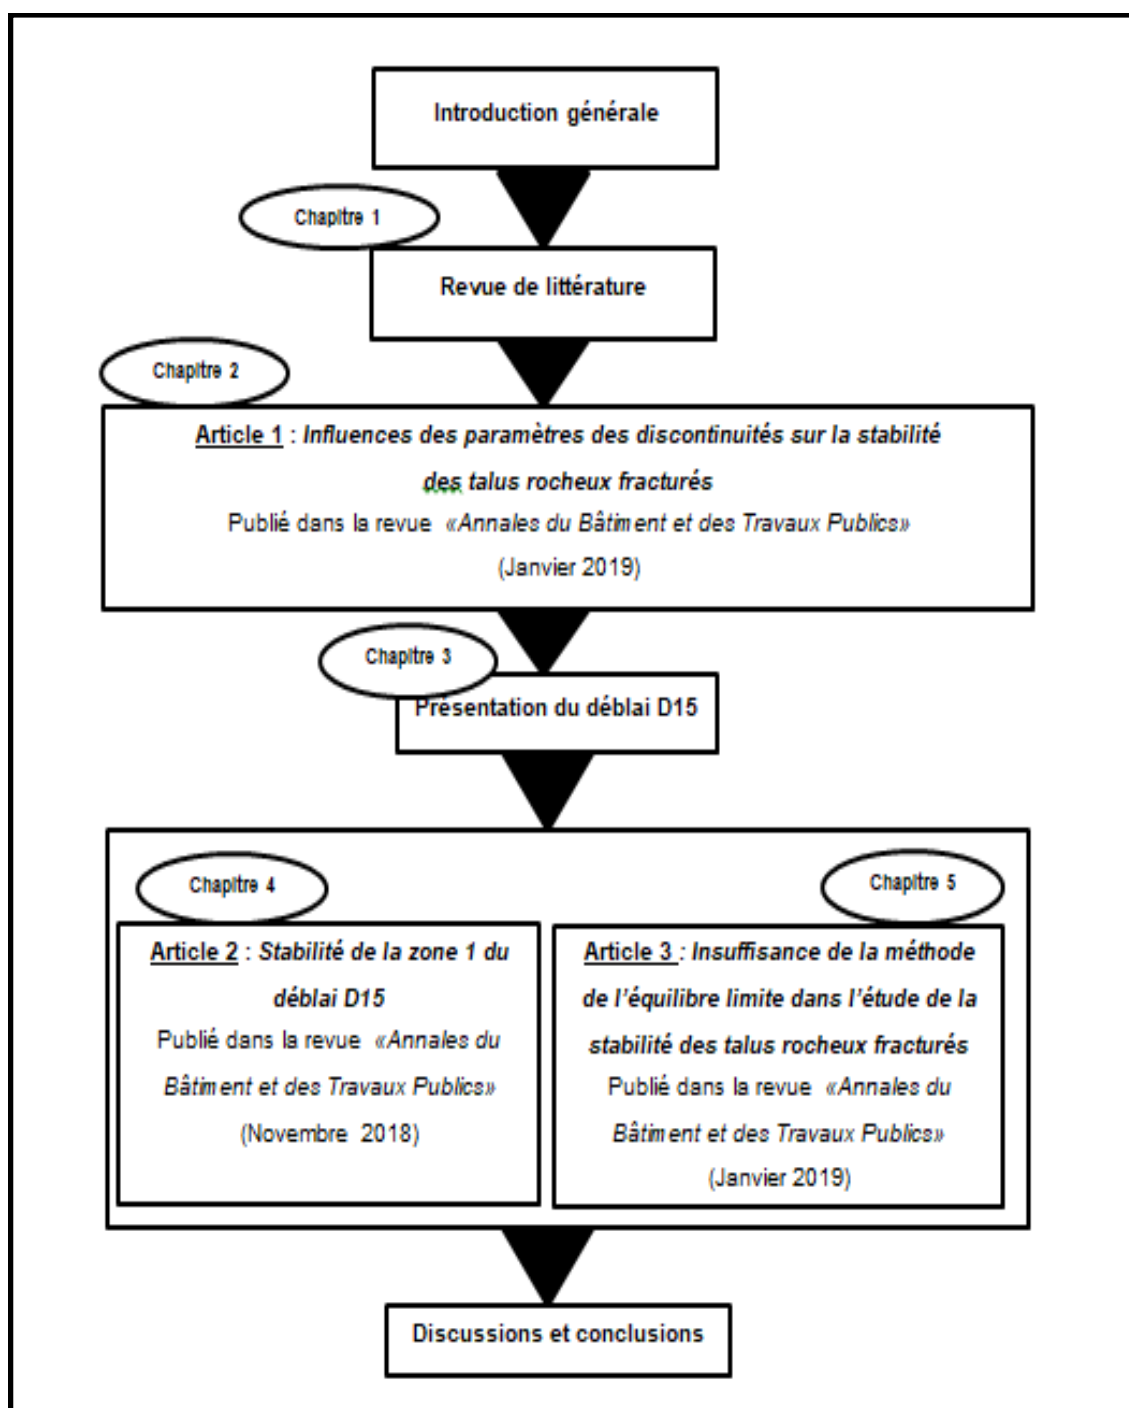 Introduction générale
Chapitre 1
Revue de littérature
Chapitre 2
Article 1 : Influences des paramètres des discontinuités sur la stabilité
des talus rocheux fracturés
Publié dans la revue «Annales du Bâtiment et des Travaux Publics»
(Janvier 2019)
Chapitre 3
Présentation du déblai D15
Chapitre 4
Article 2 : Stabilité de la zone 1 du
déblai D15
Publié dans la revue «Annales du
Bâtiment et des Travaux Publics»
(Novembre 2018)
Chapitre 5
Article 3 : Insuffisance de la méthode
de l'équilibre limite dans l'étude de la
stabilité des talus rocheux fracturés
Publié dans la revue «Annales du
Bâtiment et des Travaux Publics»
(Janvier 2019)
Discussions et conclusions